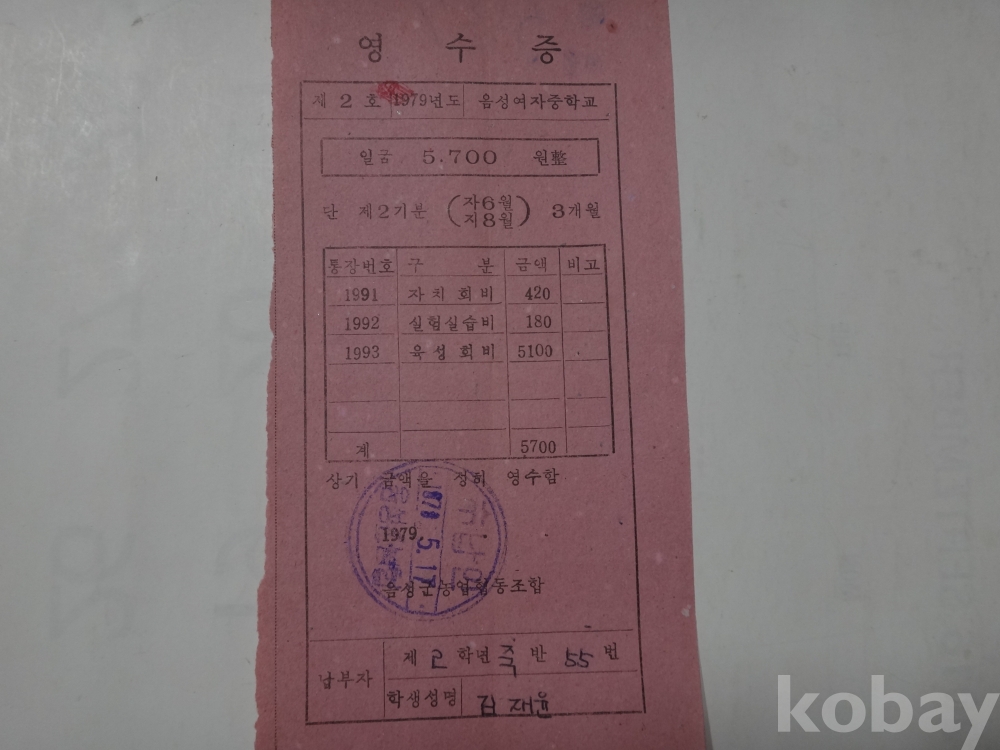 영 수 증
제 2 호 1979년도 음성여자중학교
일금 5.700 원整
단 제2기분 (자6월 지8월) 3개월
통장번호 구 분 금액 비고
1991 자치회비 420
1992 실험실습비 180
1993 육성회비 5100
계 5700
상기 금액을 정히 영수함
1979
5.17
수납인
음성군농업협동조합
납부자 제 2 학년 죽 반 55 번
학생성명 김재윤
kobay